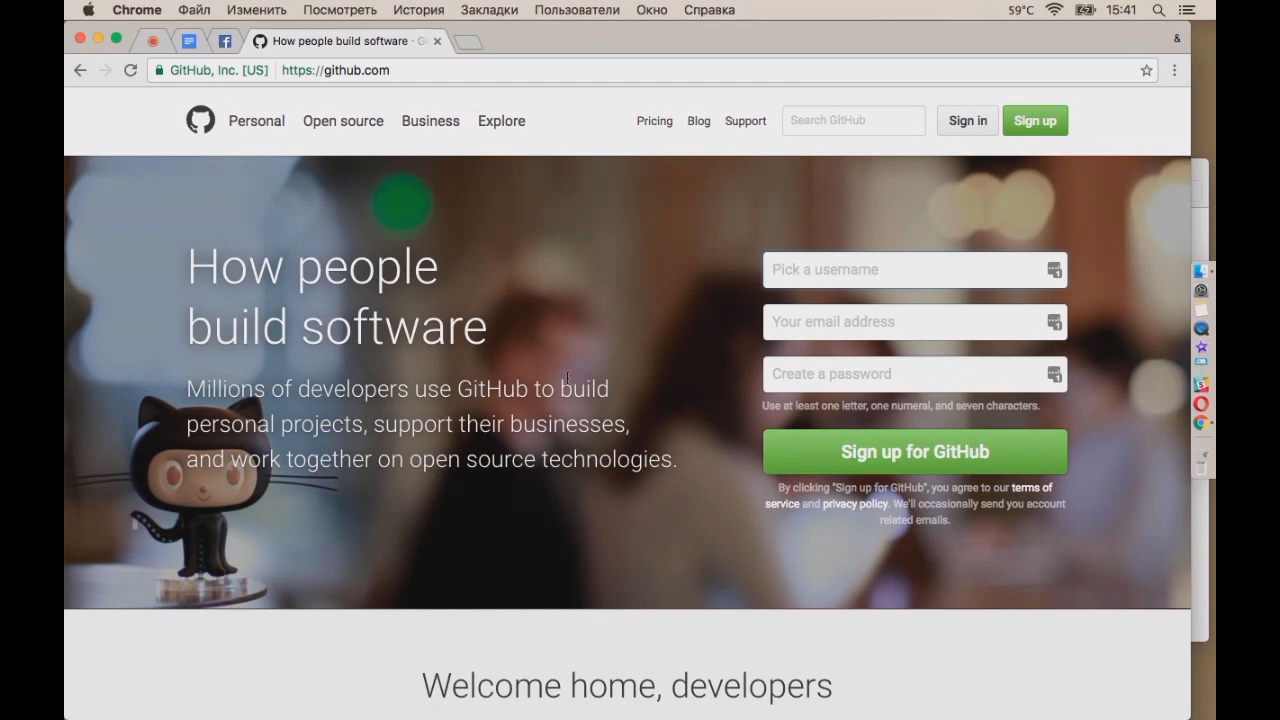 Chrome Файл Изменить Посмотреть История Закладки Пользователи Окно Справка 59°C 15:41
How people build software · G
GitHub, Inc. [US] https://github.com
Personal Open source Business Explore Pricing Blog Support Search GitHub Sign in Sign up
How people
build software
Millions of developers use GitHub to build
personal projects, support their businesses,
and work together on open source technologies.
Pick a username
Your email address
Create a password
Use at least one letter, one numeral, and seven characters.
Sign up for GitHub
By clicking "Sign up for GitHub", you agree to our terms of
service and privacy policy. We'll occasionally send you account
related emails.
Welcome home, developers